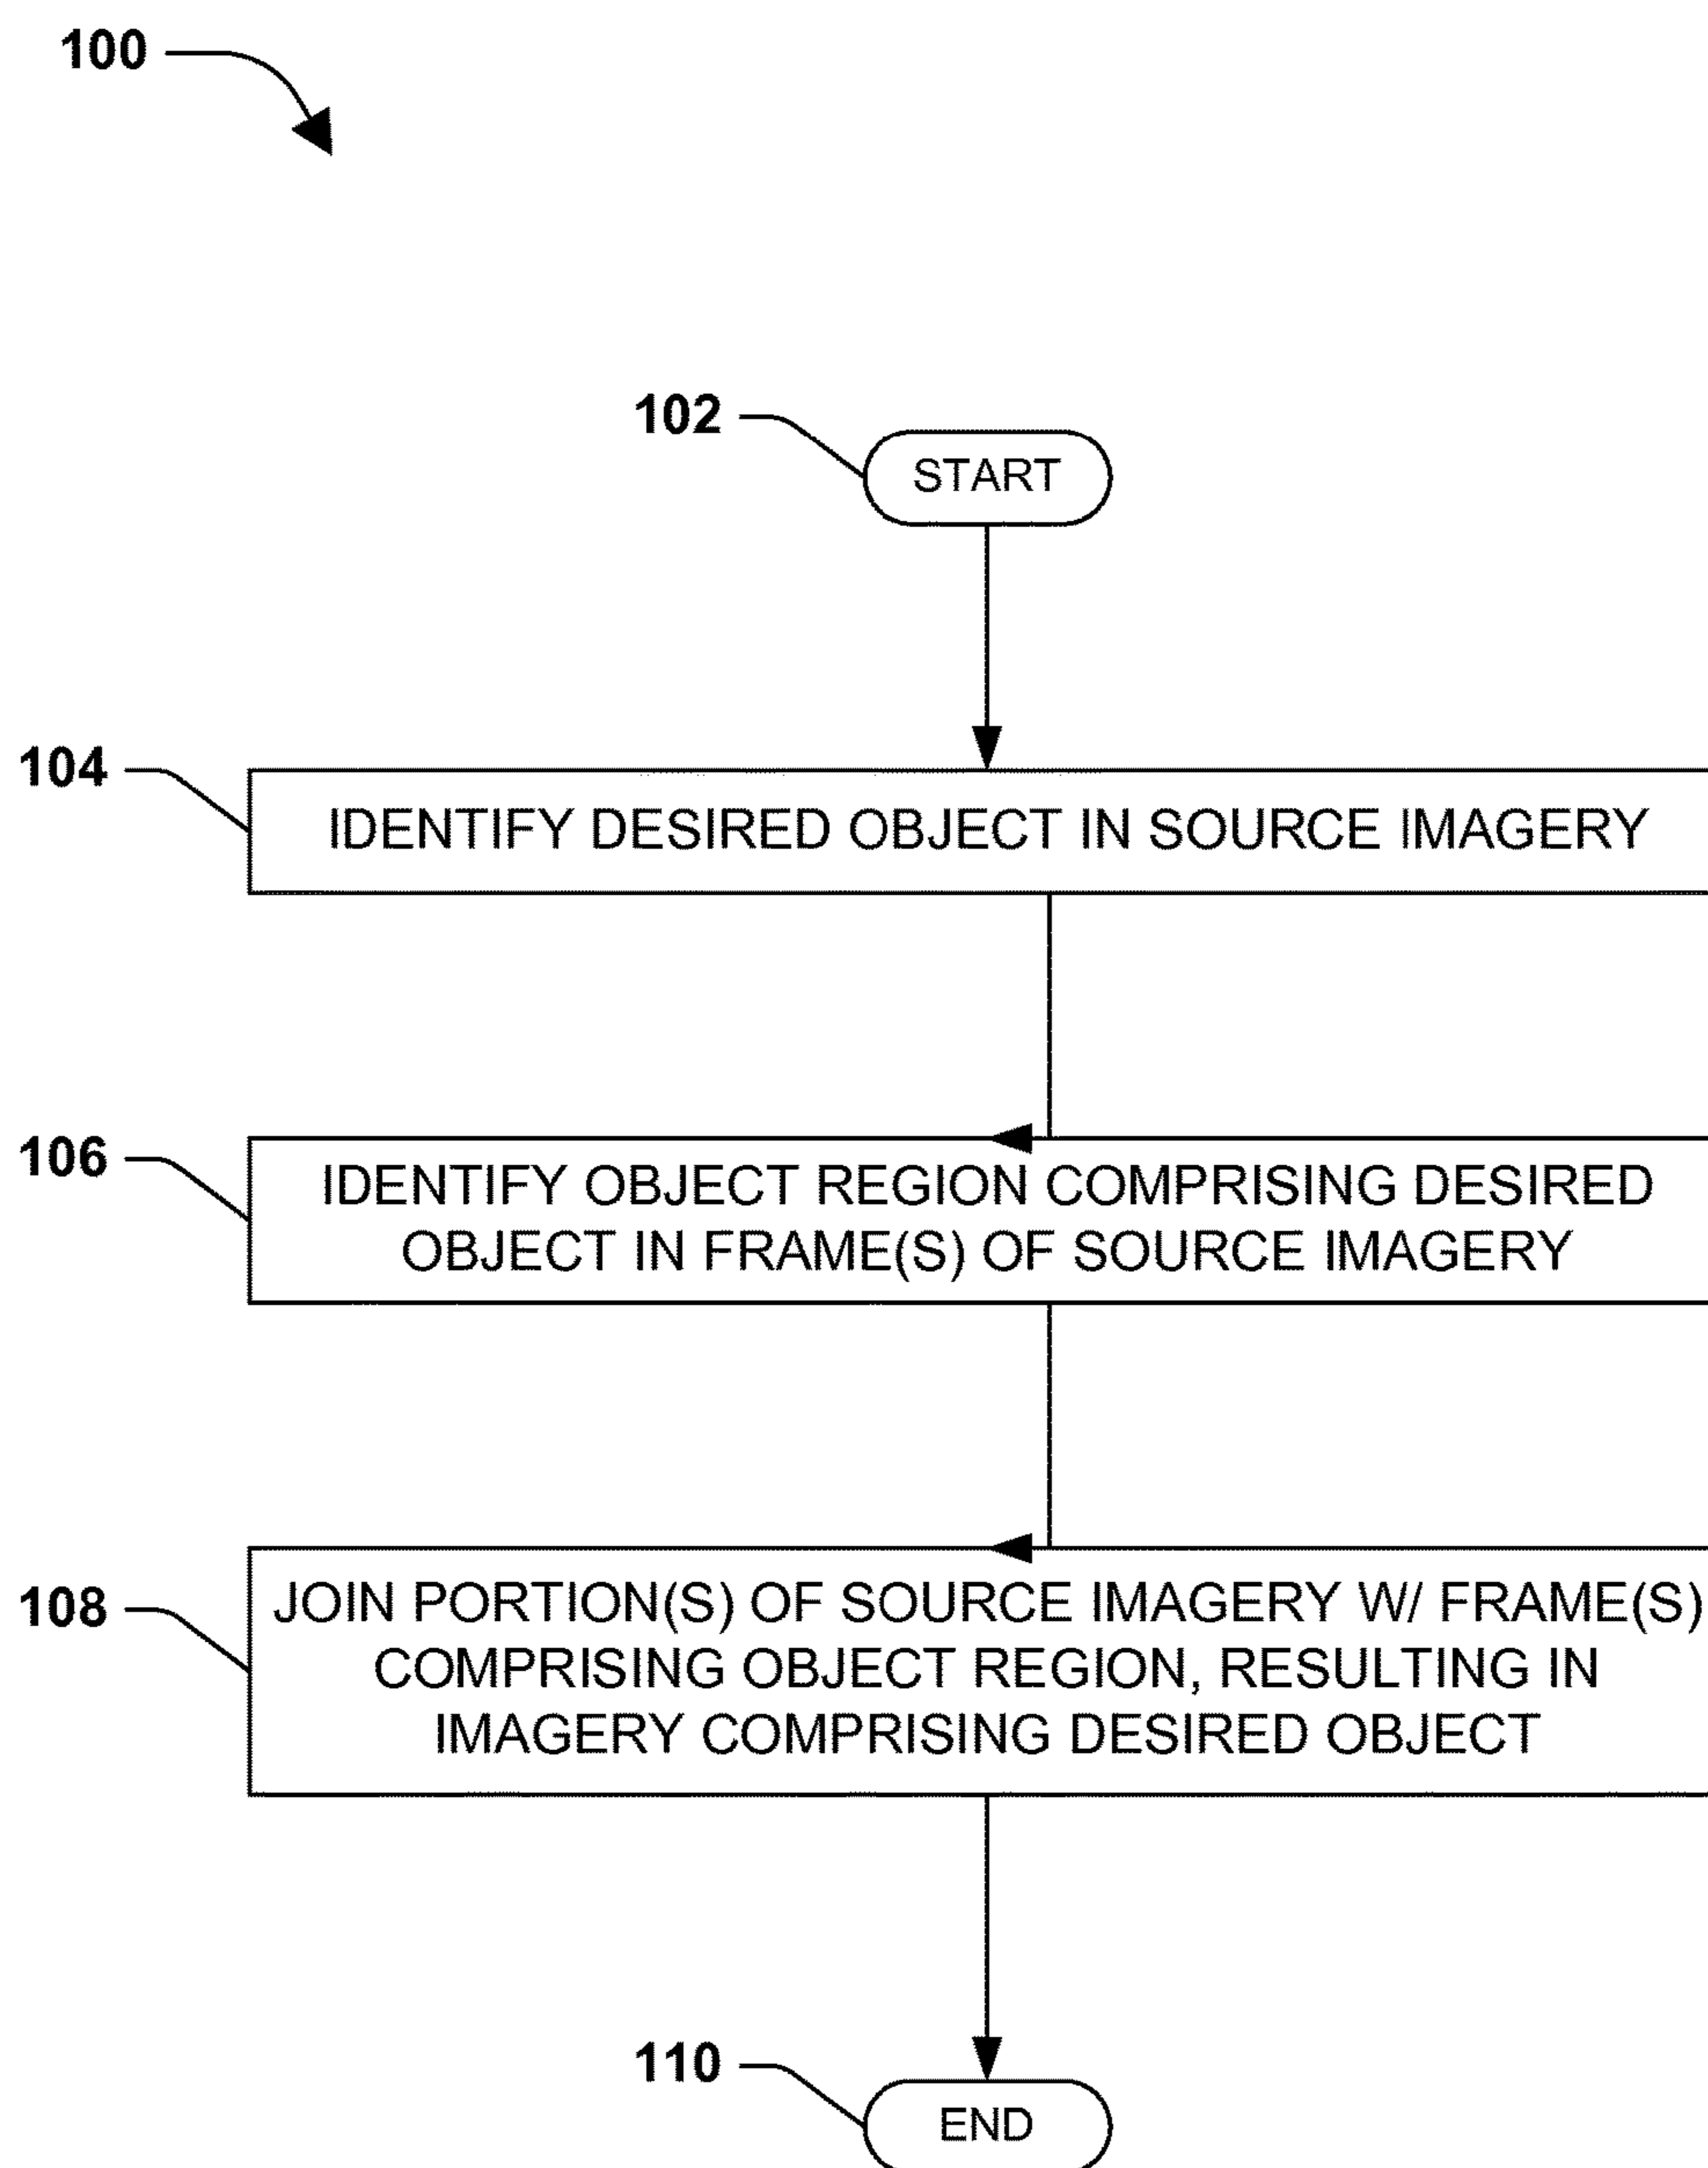 100
102
START
104
IDENTIFY DESIRED OBJECT IN SOURCE IMAGERY
106
IDENTIFY OBJECT REGION COMPRISING DESIRED
OBJECT IN FRAME(S) OF SOURCE IMAGERY
108
JOIN PORTION(S) OF SOURCE IMAGERY W/ FRAME(S)
COMPRISING OBJECT REGION, RESULTING IN
IMAGERY COMPRISING DESIRED OBJECT
110
END